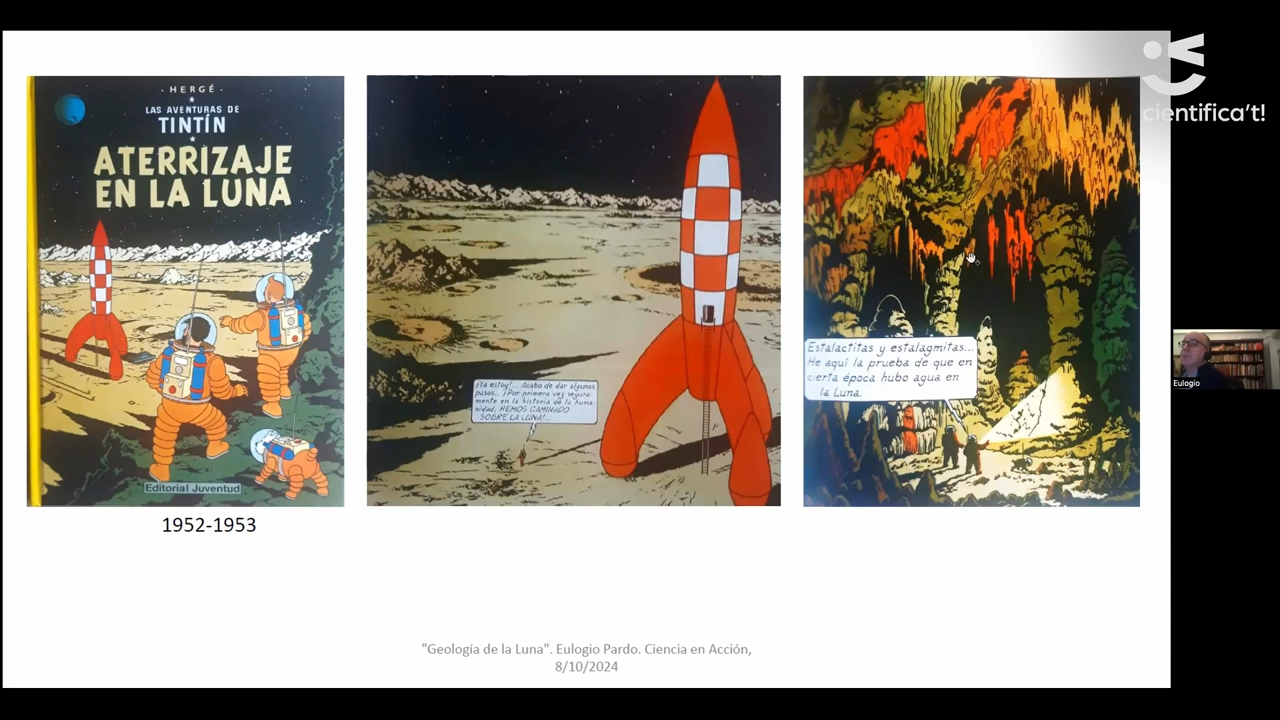 - HERGÉ -
LAS AVENTURAS DE
TINTÍN
ATERRIZAJE
EN LA LUNA
Editorial Juventud
1952-1953
¡Ya estoy!... Acabo de dar algunos
pasos... ¡Por primera vez segura-
mente en la historia de la huma-
nidad, HEMOS CAMINADO
SOBRE LA LUNA!...
Estalactitas y estalagmitas...
He aquí la prueba de que en
cierta época hubo agua en
la Luna.
cientifica't!
Eulogio
"Geología de la Luna". Eulogio Pardo. Ciencia en Acción,
8/10/2024